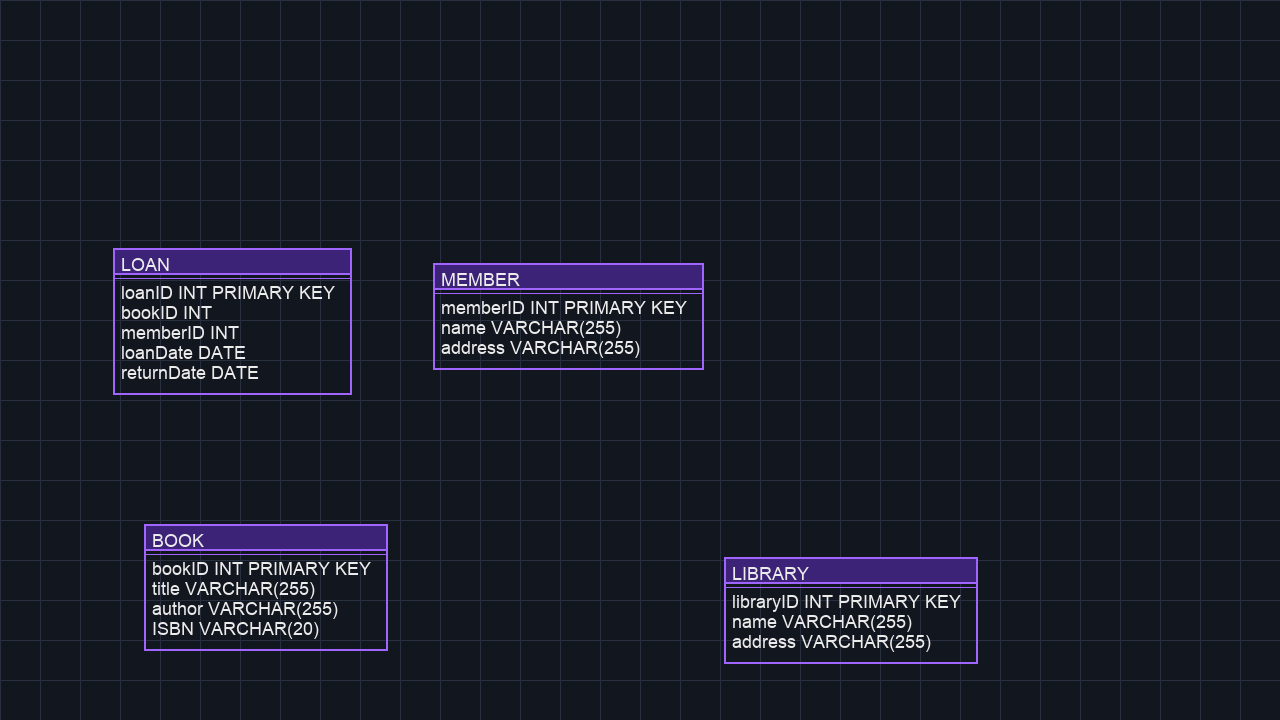 LOAN
loanID INT PRIMARY KEY
bookID INT
memberID INT
loanDate DATE
returnDate DATE
MEMBER
memberID INT PRIMARY KEY
name VARCHAR(255)
address VARCHAR(255)
BOOK
bookID INT PRIMARY KEY
title VARCHAR(255)
author VARCHAR(255)
ISBN VARCHAR(20)
LIBRARY
libraryID INT PRIMARY KEY
name VARCHAR(255)
address VARCHAR(255)